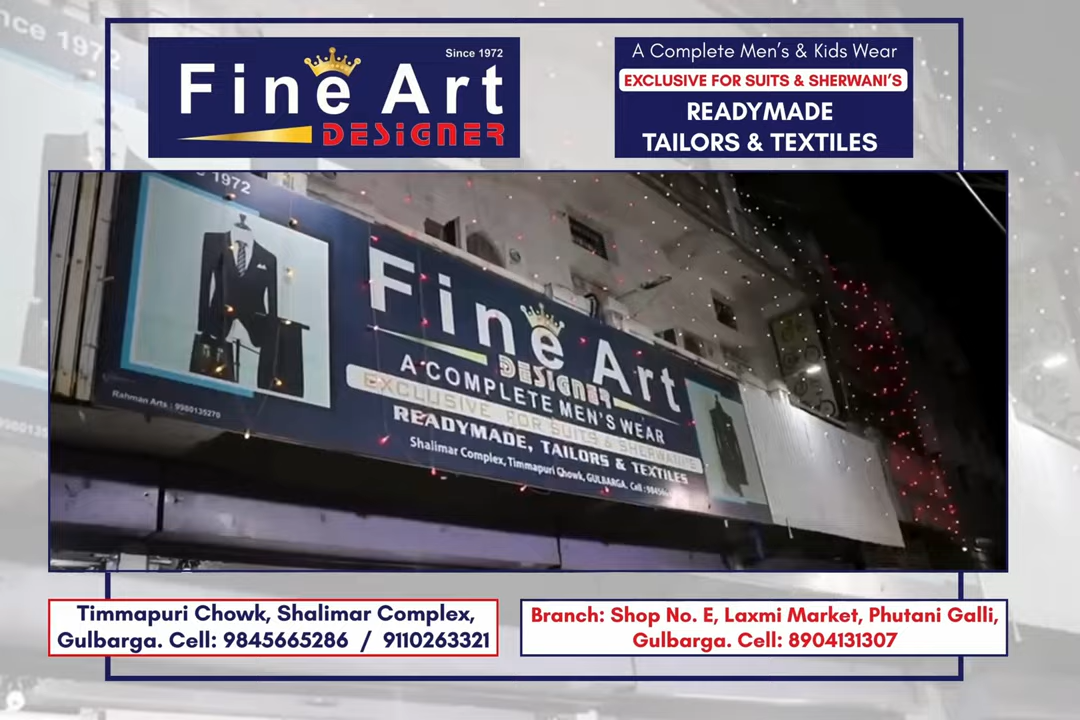 Since 1972
Fine Art
DESIGNER
A Complete Men's & Kids Wear
EXCLUSIVE FOR SUITS & SHERWANI'S
READYMADE
TAILORS & TEXTILES
1972
Fine Art
DESIGNER
A COMPLETE MEN'S WEAR
EXCLUSIVE FOR SUITS & SHERWANI'S
READYMADE, TAILORS & TEXTILES
Shalimar Complex, Timmapuri Chowk, GULBARGA. Cell :
Rahman Arts : 9980135270
Timmapuri Chowk, Shalimar Complex,
Gulbarga. Cell: 9845665286 / 9110263321
Branch: Shop No. E, Laxmi Market, Phutani Galli,
Gulbarga. Cell: 8904131307